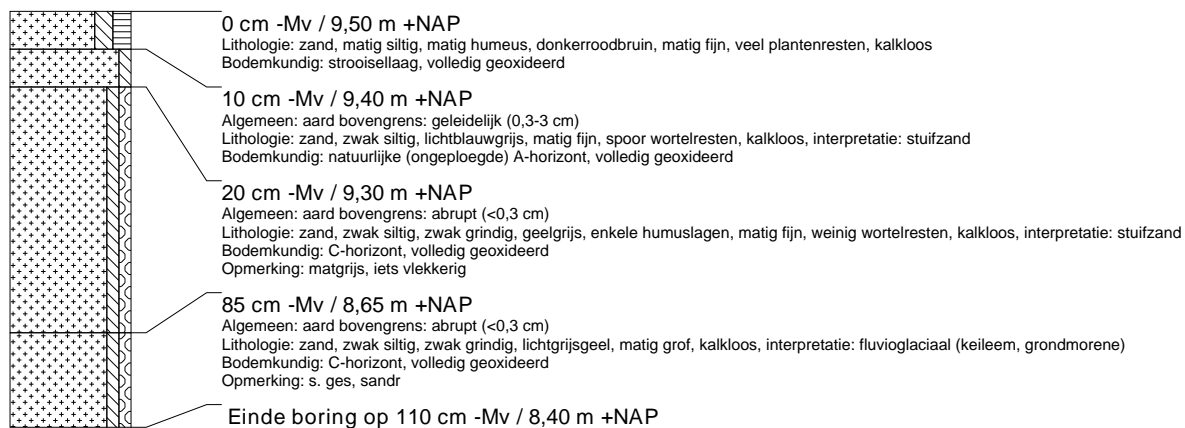 0 cm -Mv / 9,50 m +NAP
Lithologie: zand, matig siltig, matig humeus, donkerroodbruin, matig fijn, veel plantenresten, kalkloos
Bodemkundig: strooisellaag, volledig geoxideerd
10 cm -Mv / 9,40 m +NAP
Algemeen: aard bovengrens: geleidelijk (0,3-3 cm)
Lithologie: zand, zwak siltig, lichtblauwgrijs, matig fijn, spoor wortelresten, kalkloos, interpretatie: stuifzand
Bodemkundig: natuurlijke (ongeploegde) A-horizont, volledig geoxideerd
20 cm -Mv / 9,30 m +NAP
Algemeen: aard bovengrens: abrupt (<0,3 cm)
Lithologie: zand, zwak siltig, zwak grindig, geelgrijs, enkele humuslagen, matig fijn, weinig wortelresten, kalkloos, interpretatie: stuifzand
Bodemkundig: C-horizont, volledig geoxideerd
Opmerking: matgrijs, iets vlekkerig
85 cm -Mv / 8,65 m +NAP
Algemeen: aard bovengrens: abrupt (<0,3 cm)
Lithologie: zand, zwak siltig, zwak grindig, lichtgrijsgeel, matig grof, kalkloos, interpretatie: fluvioglaciaal (keileem, grondmorene)
Bodemkundig: C-horizont, volledig geoxideerd
Opmerking: s. ges, sandr
Einde boring op 110 cm -Mv / 8,40 m +NAP